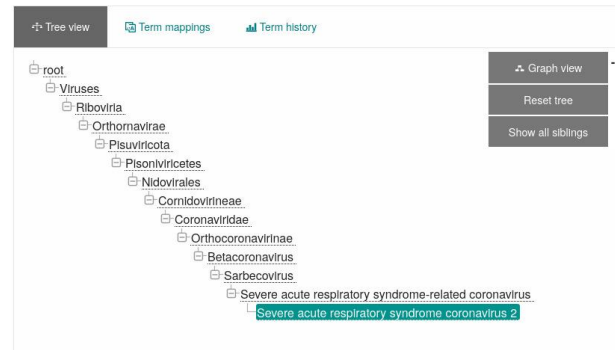 Tree view
Term mappings
Term history
Graph view
Reset tree
Show all siblings
root
Viruses
Riboviria
Orthornavirae
Pisuviricota
Pisoniviricetes
Nidovirales
Cornidovirineae
Coronaviridae
Orthocoronavirinae
Betacoronavirus
Sarbecovirus
Severe acute respiratory syndrome-related coronavirus
Severe acute respiratory syndrome coronavirus 2